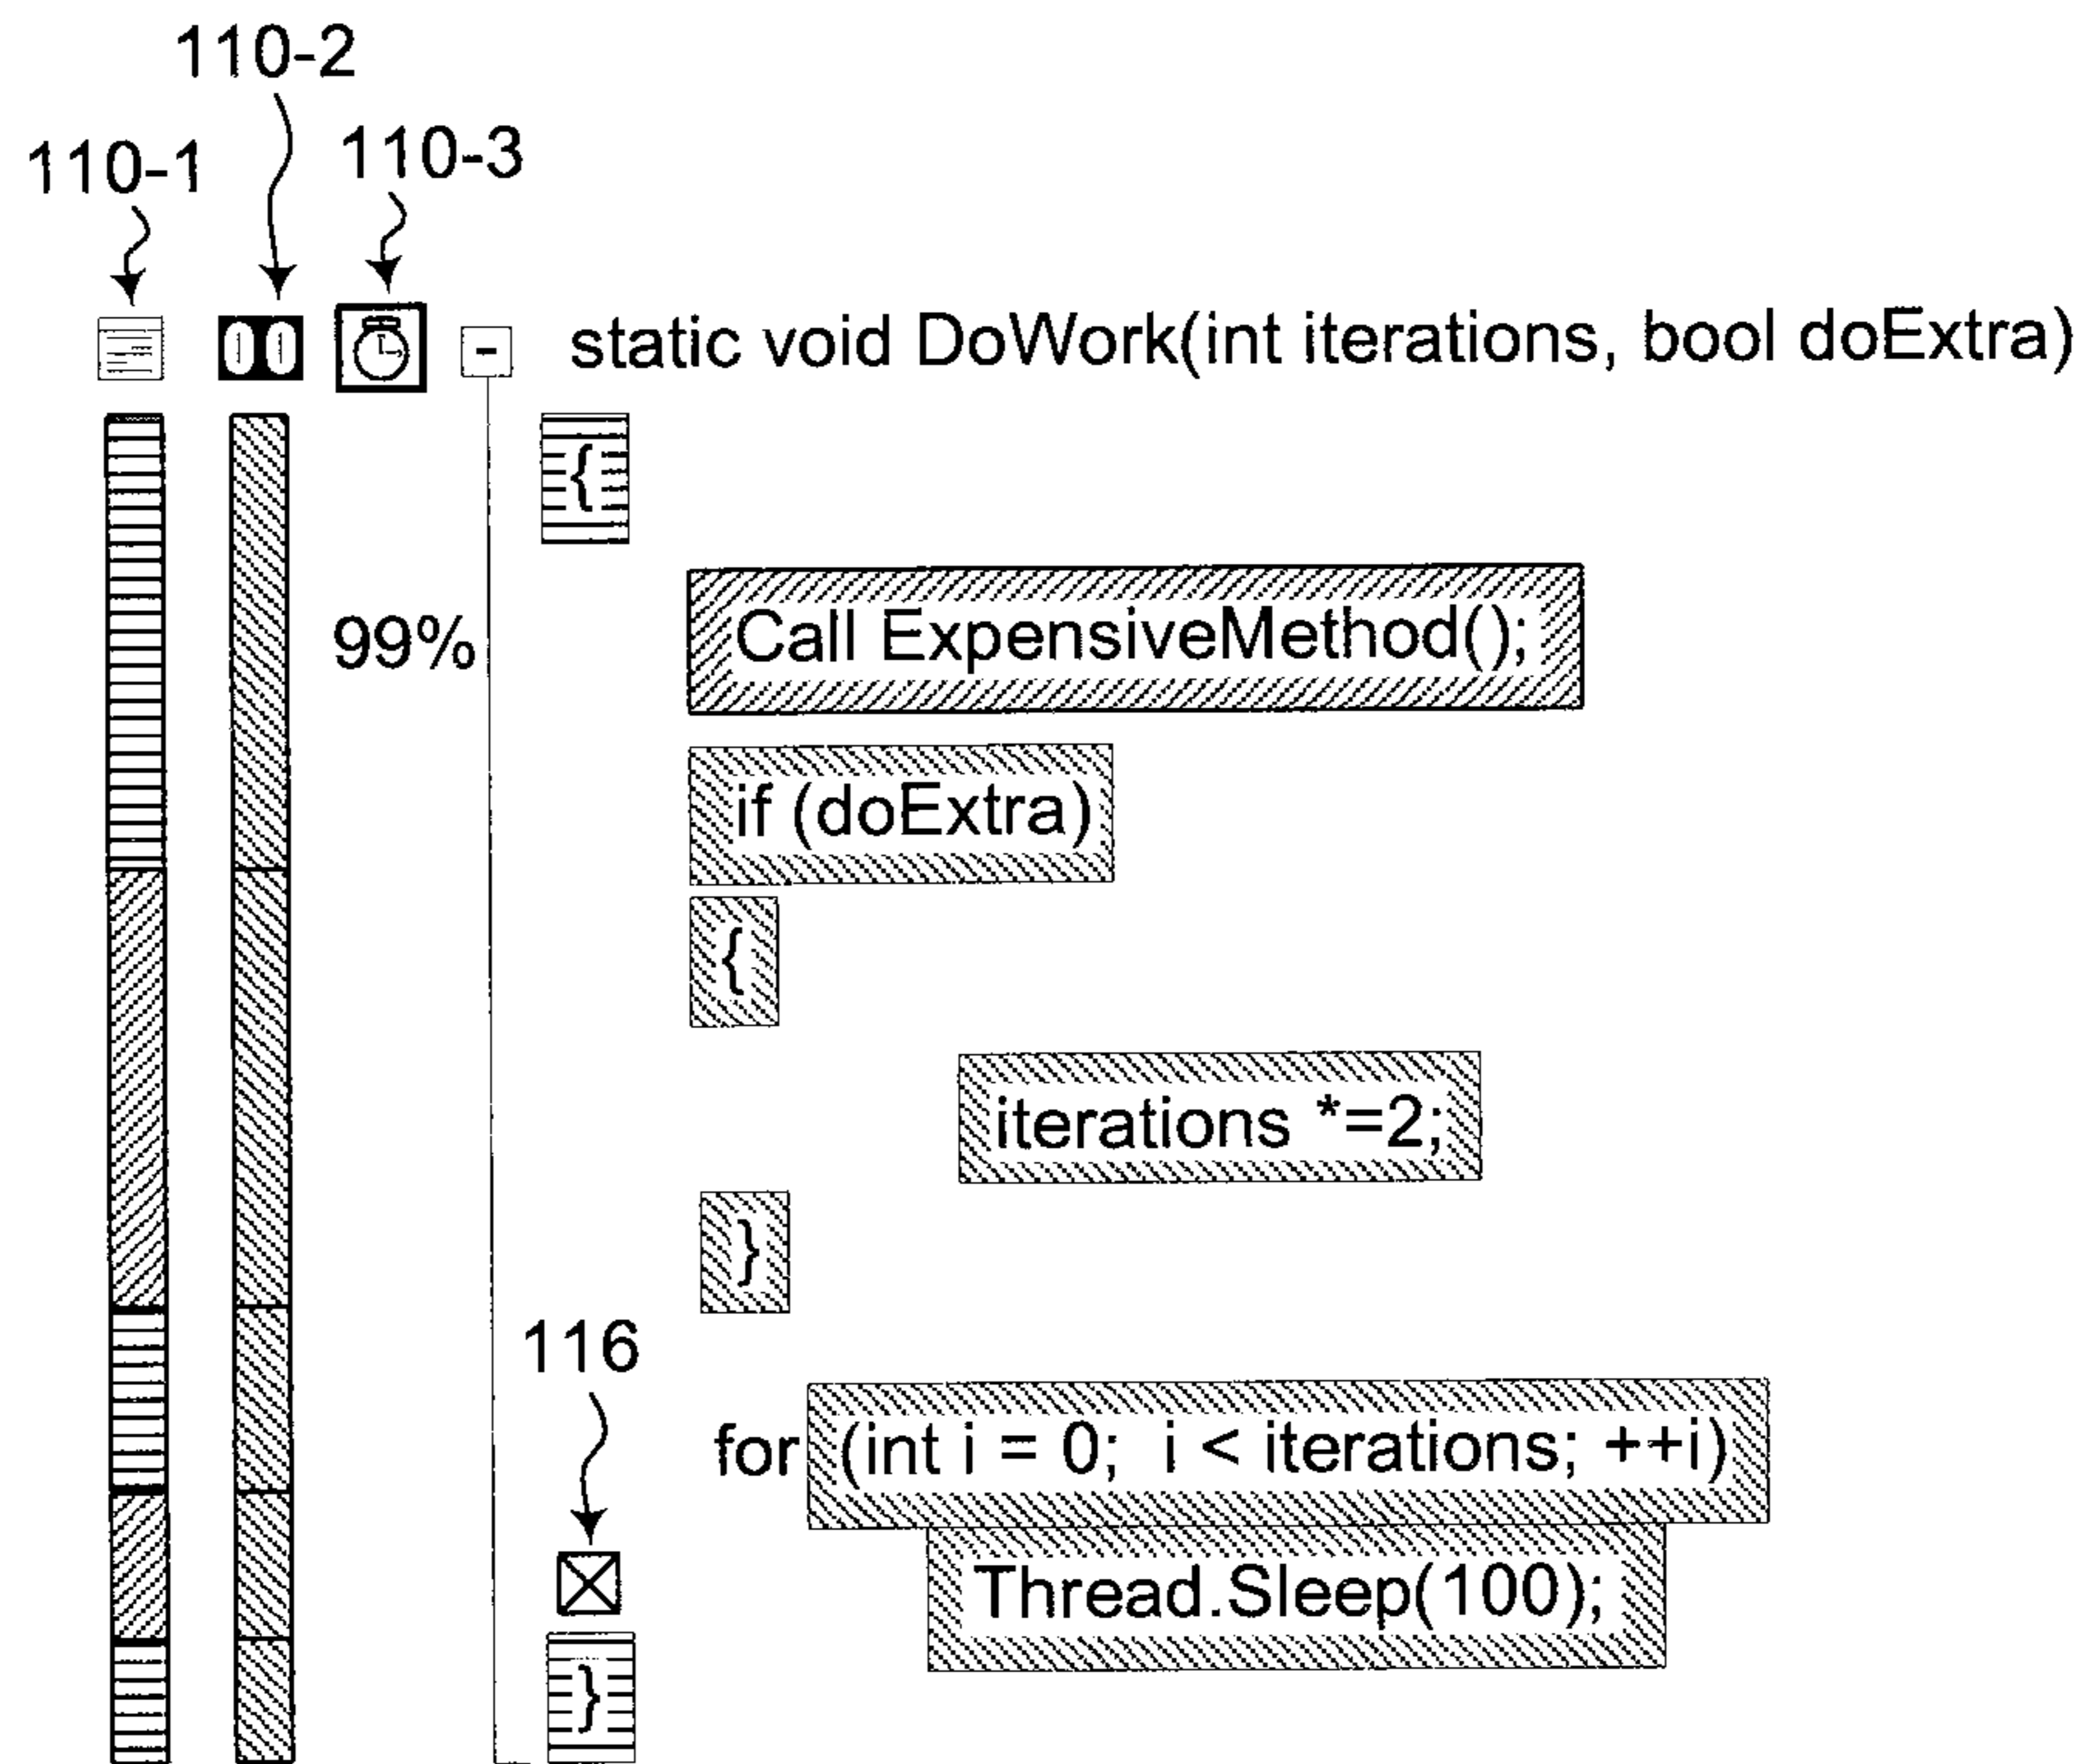 110-2
110-1
110-3
00
static void DoWork(int iterations, bool doExtra)
{
99%
Call ExpensiveMethod();
if (doExtra)
{
iterations *=2;
}
116
for (int i = 0; i < iterations; ++i)
Thread.Sleep(100);
}